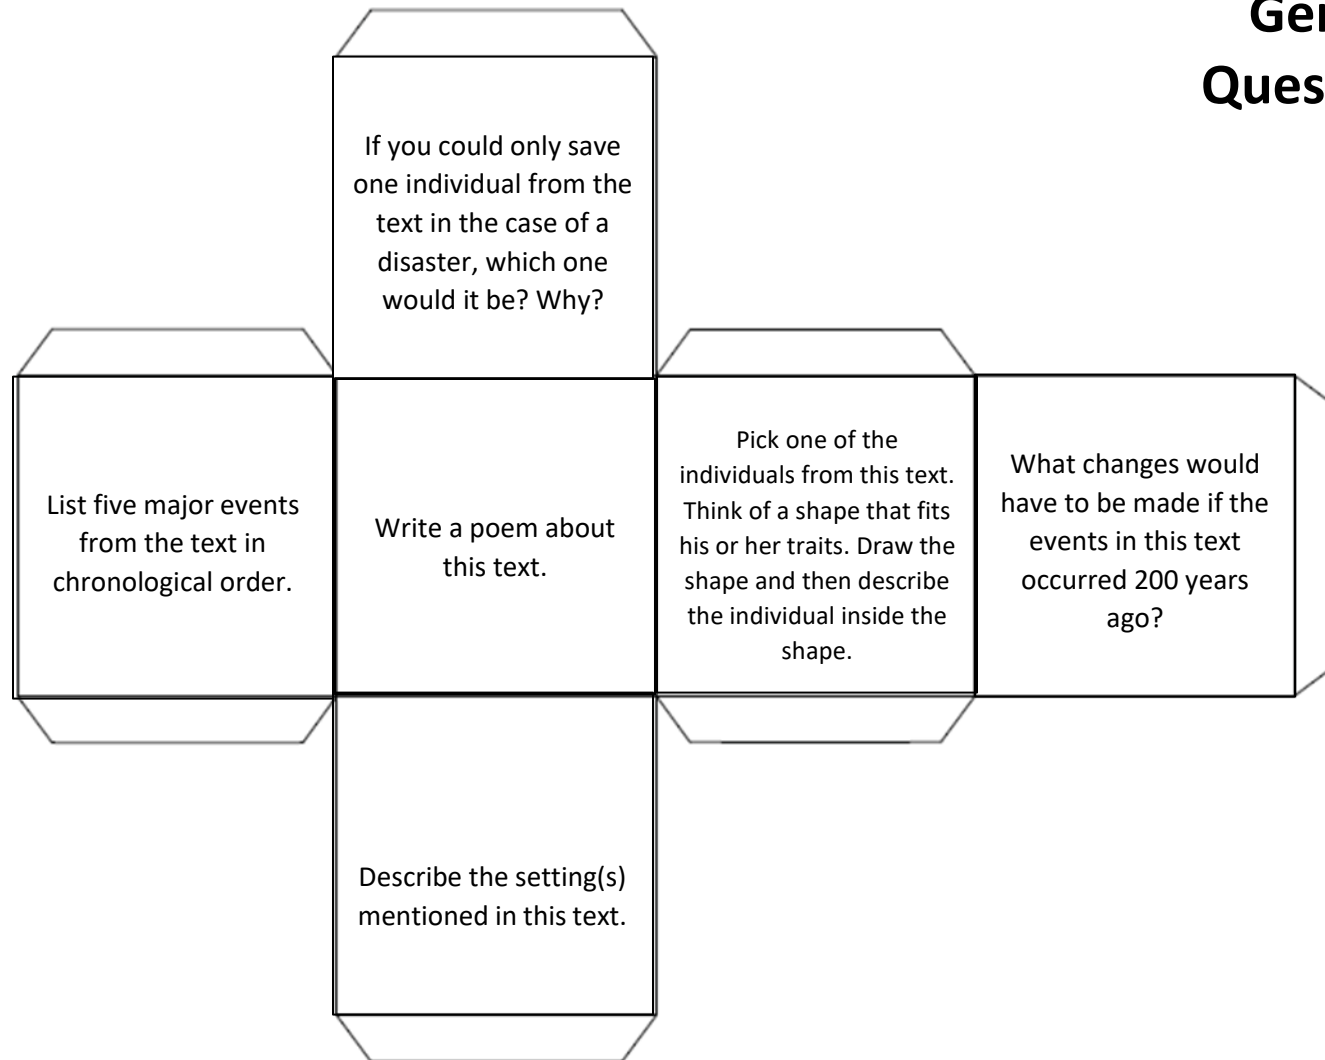 Ger
Ques
If you could only save
one individual from the
text in the case of a
disaster, which one
would it be? Why?
List five major events
from the text in
chronological order.
Write a poem about
this text.
Pick one of the
individuals from this text.
Think of a shape that fits
his or her traits. Draw the
shape and then describe
the individual inside the
shape.
What changes would
have to be made if the
events in this text
occurred 200 years
ago?
Describe the setting(s)
mentioned in this text.